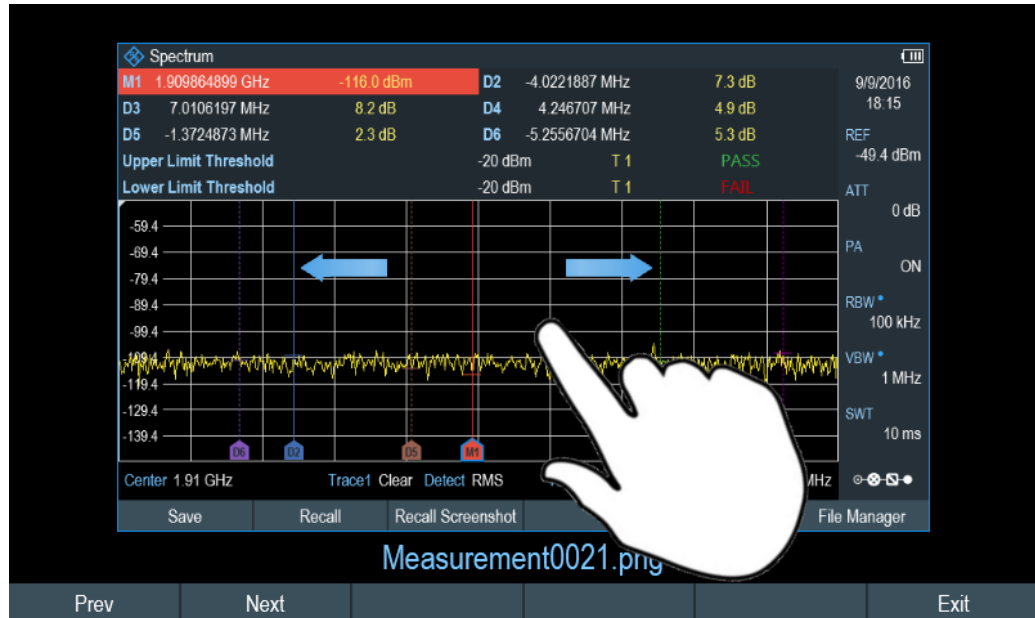 Spectrum
M1 1.909864899 GHz -116.0 dBm D2 -4.0221887 MHz 7.3 dB
9/9/2016
D3 7.0106197 MHz 8.2 dB D4 4.246707 MHz 4.9 dB
18:15
D5 -1.3724873 MHz 2.3 dB D6 -5.2556704 MHz 5.3 dB
REF
Upper Limit Threshold -20 dBm T 1 PASS
-49.4 dBm
Lower Limit Threshold -20 dBm T 1 FAIL
ATT
0 dB
-59.4
-69.4
PA
ON
-79.4
-89.4
RBW
100 kHz
-99.4
-109.4
VBW
1 MHz
-119.4
-129.4
SWT
10 ms
-139.4
D6 D2 D5 M1
Center 1.91 GHz Trace1 Clear Detect RMS
Save Recall Recall Screenshot File Manager
Measurement0021.png
Prev Next Exit